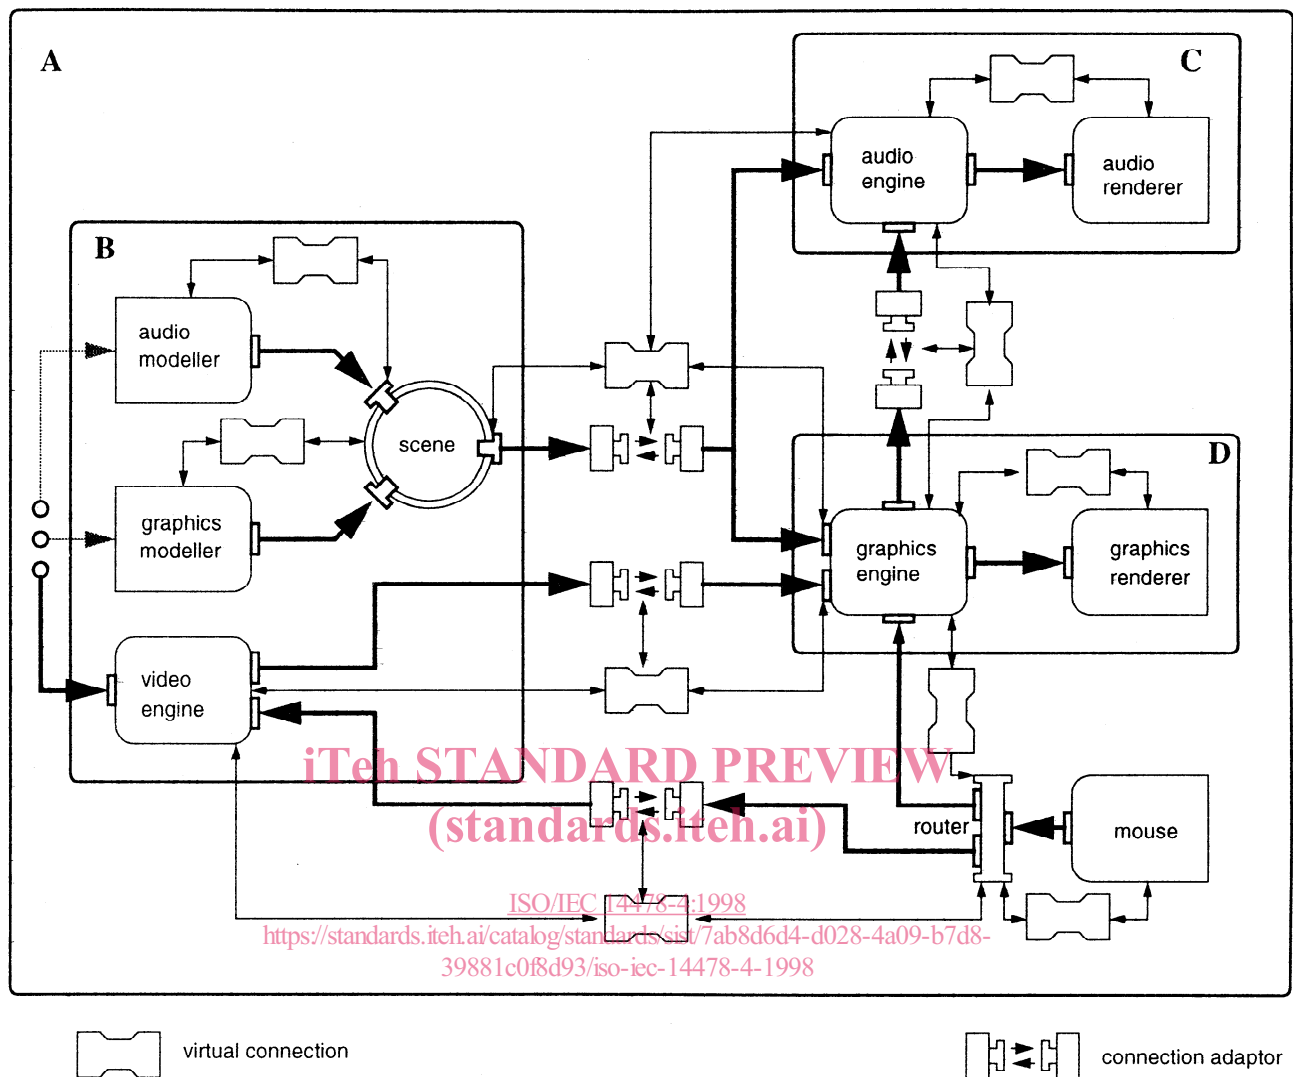 A
C
audio
engine
audio
renderer
B
audio
modeller
scene
graphics
modeller
D
graphics
engine
graphics
renderer
video
engine
iTeh STANDARD PREVIEW
(standards.iteh.ai)
router
mouse
ISO/IEC 14478-4:1998
https://standards.iteh.ai/catalog/standards/sist/7ab8d6d4-d028-4a09-b7d8-
39881c0f8d93/iso-iec-14478-4-1998
virtual connection
connection adaptor